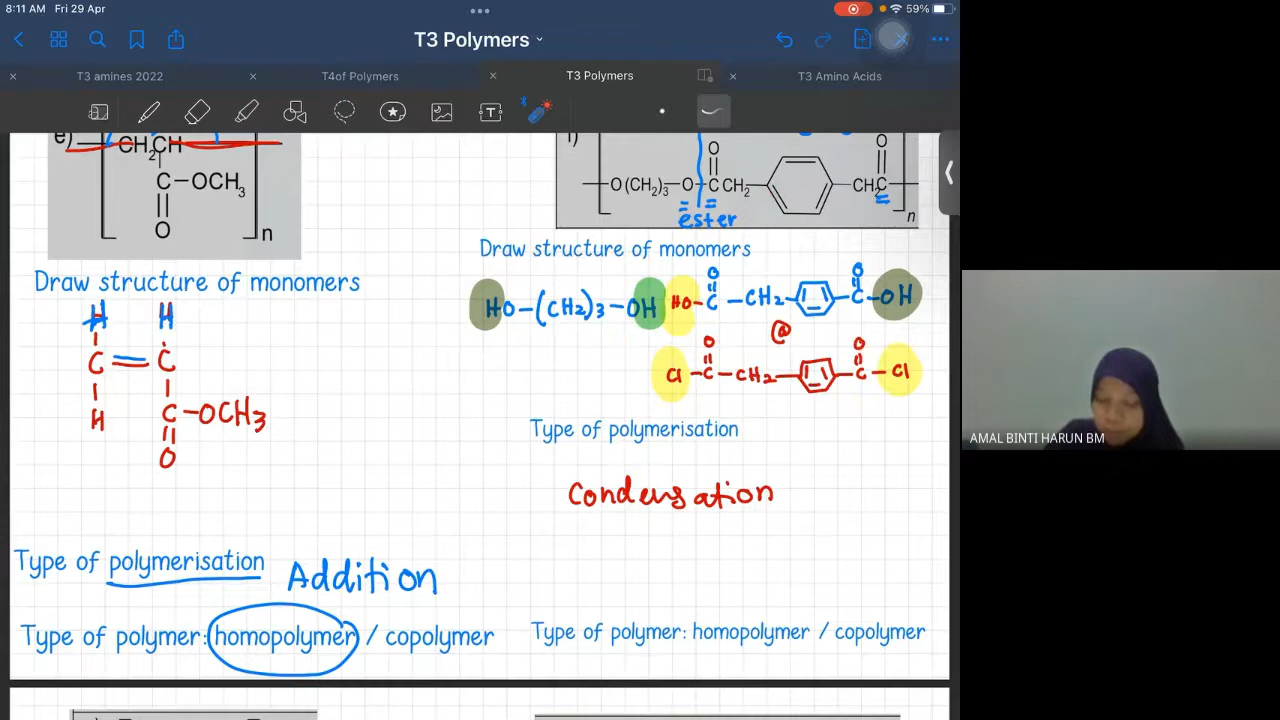 8:11 AM Fri 29 Apr
59%
T3 Polymers
T3 amines 2022
T4of Polymers
T3 Polymers
T3 Amino Acids
e)
CH2CH
C—OCH3
O
n
Draw structure of monomers
H H
C=C
H C—OCH3
O
Type of polymerisation Addition
Type of polymer: homopolymer / copolymer
O O
O(CH2)3—O—C CH2 CH2C
n
ester
Draw structure of monomers
O O
HO—(CH2)3—OH HO—C—CH2 C—OH
O O
Cl—C—CH2 C—Cl
Type of polymerisation
Condensation
Type of polymer: homopolymer / copolymer
AMAL BINTI HARUN BM